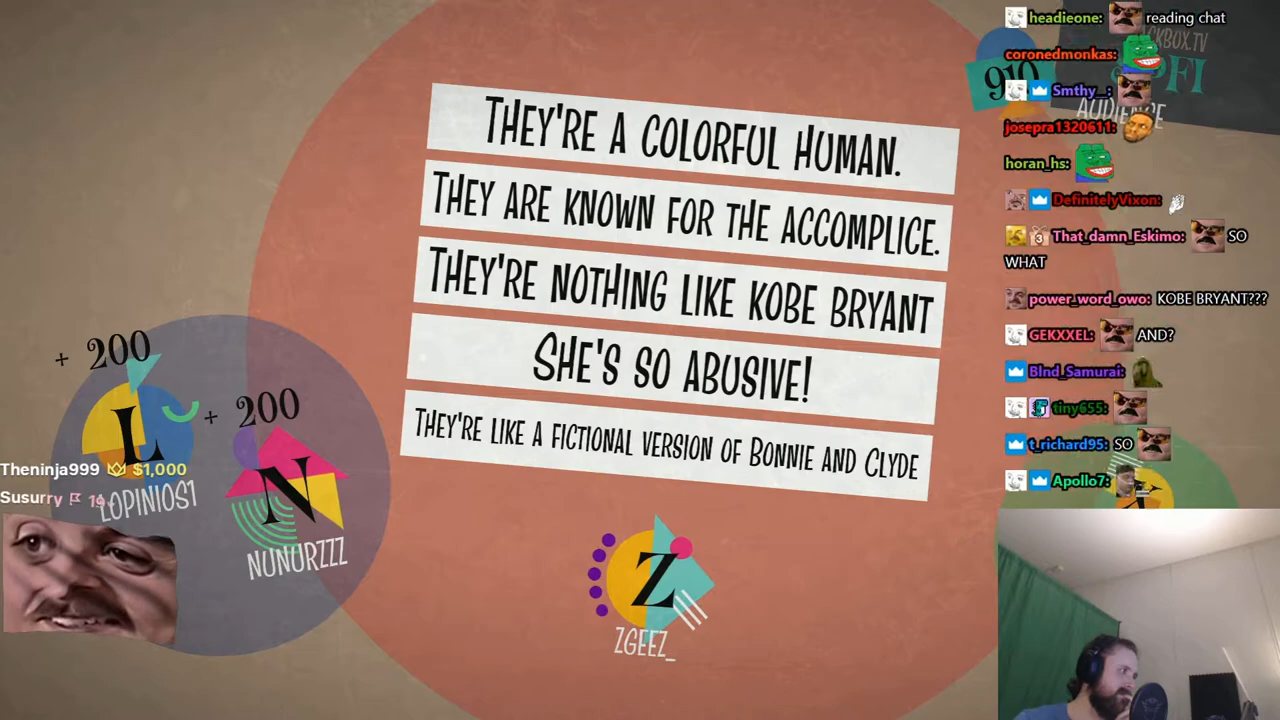 THEY'RE A COLORFUL HUMAN.
THEY ARE KNOWN FOR THE ACCOMPLICE.
THEY'RE NOTHING LIKE KOBE BRYANT
SHE'S SO ABUSIVE!
THEY'RE LIKE A FICTIONAL VERSION OF BONNIE AND CLYDE
+ 200
L
LOPINIOS1
+ 200
N
NUNURZZZ
Z
ZGEEZ_
Theninja999 $1,000
Susurry
910
AUDIENCE
headieone: reading chat
coronedmonkas:
Smthy_:
josepra1320611:
horan_hs:
DefinitelyVixon:
3 That_damn_Eskimo: SO
WHAT
power_word_owo: KOBE BRYANT???
GEKXXEL: AND?
Blnd_Samurai:
tiny655:
t_richard95: SO
Apollo7: